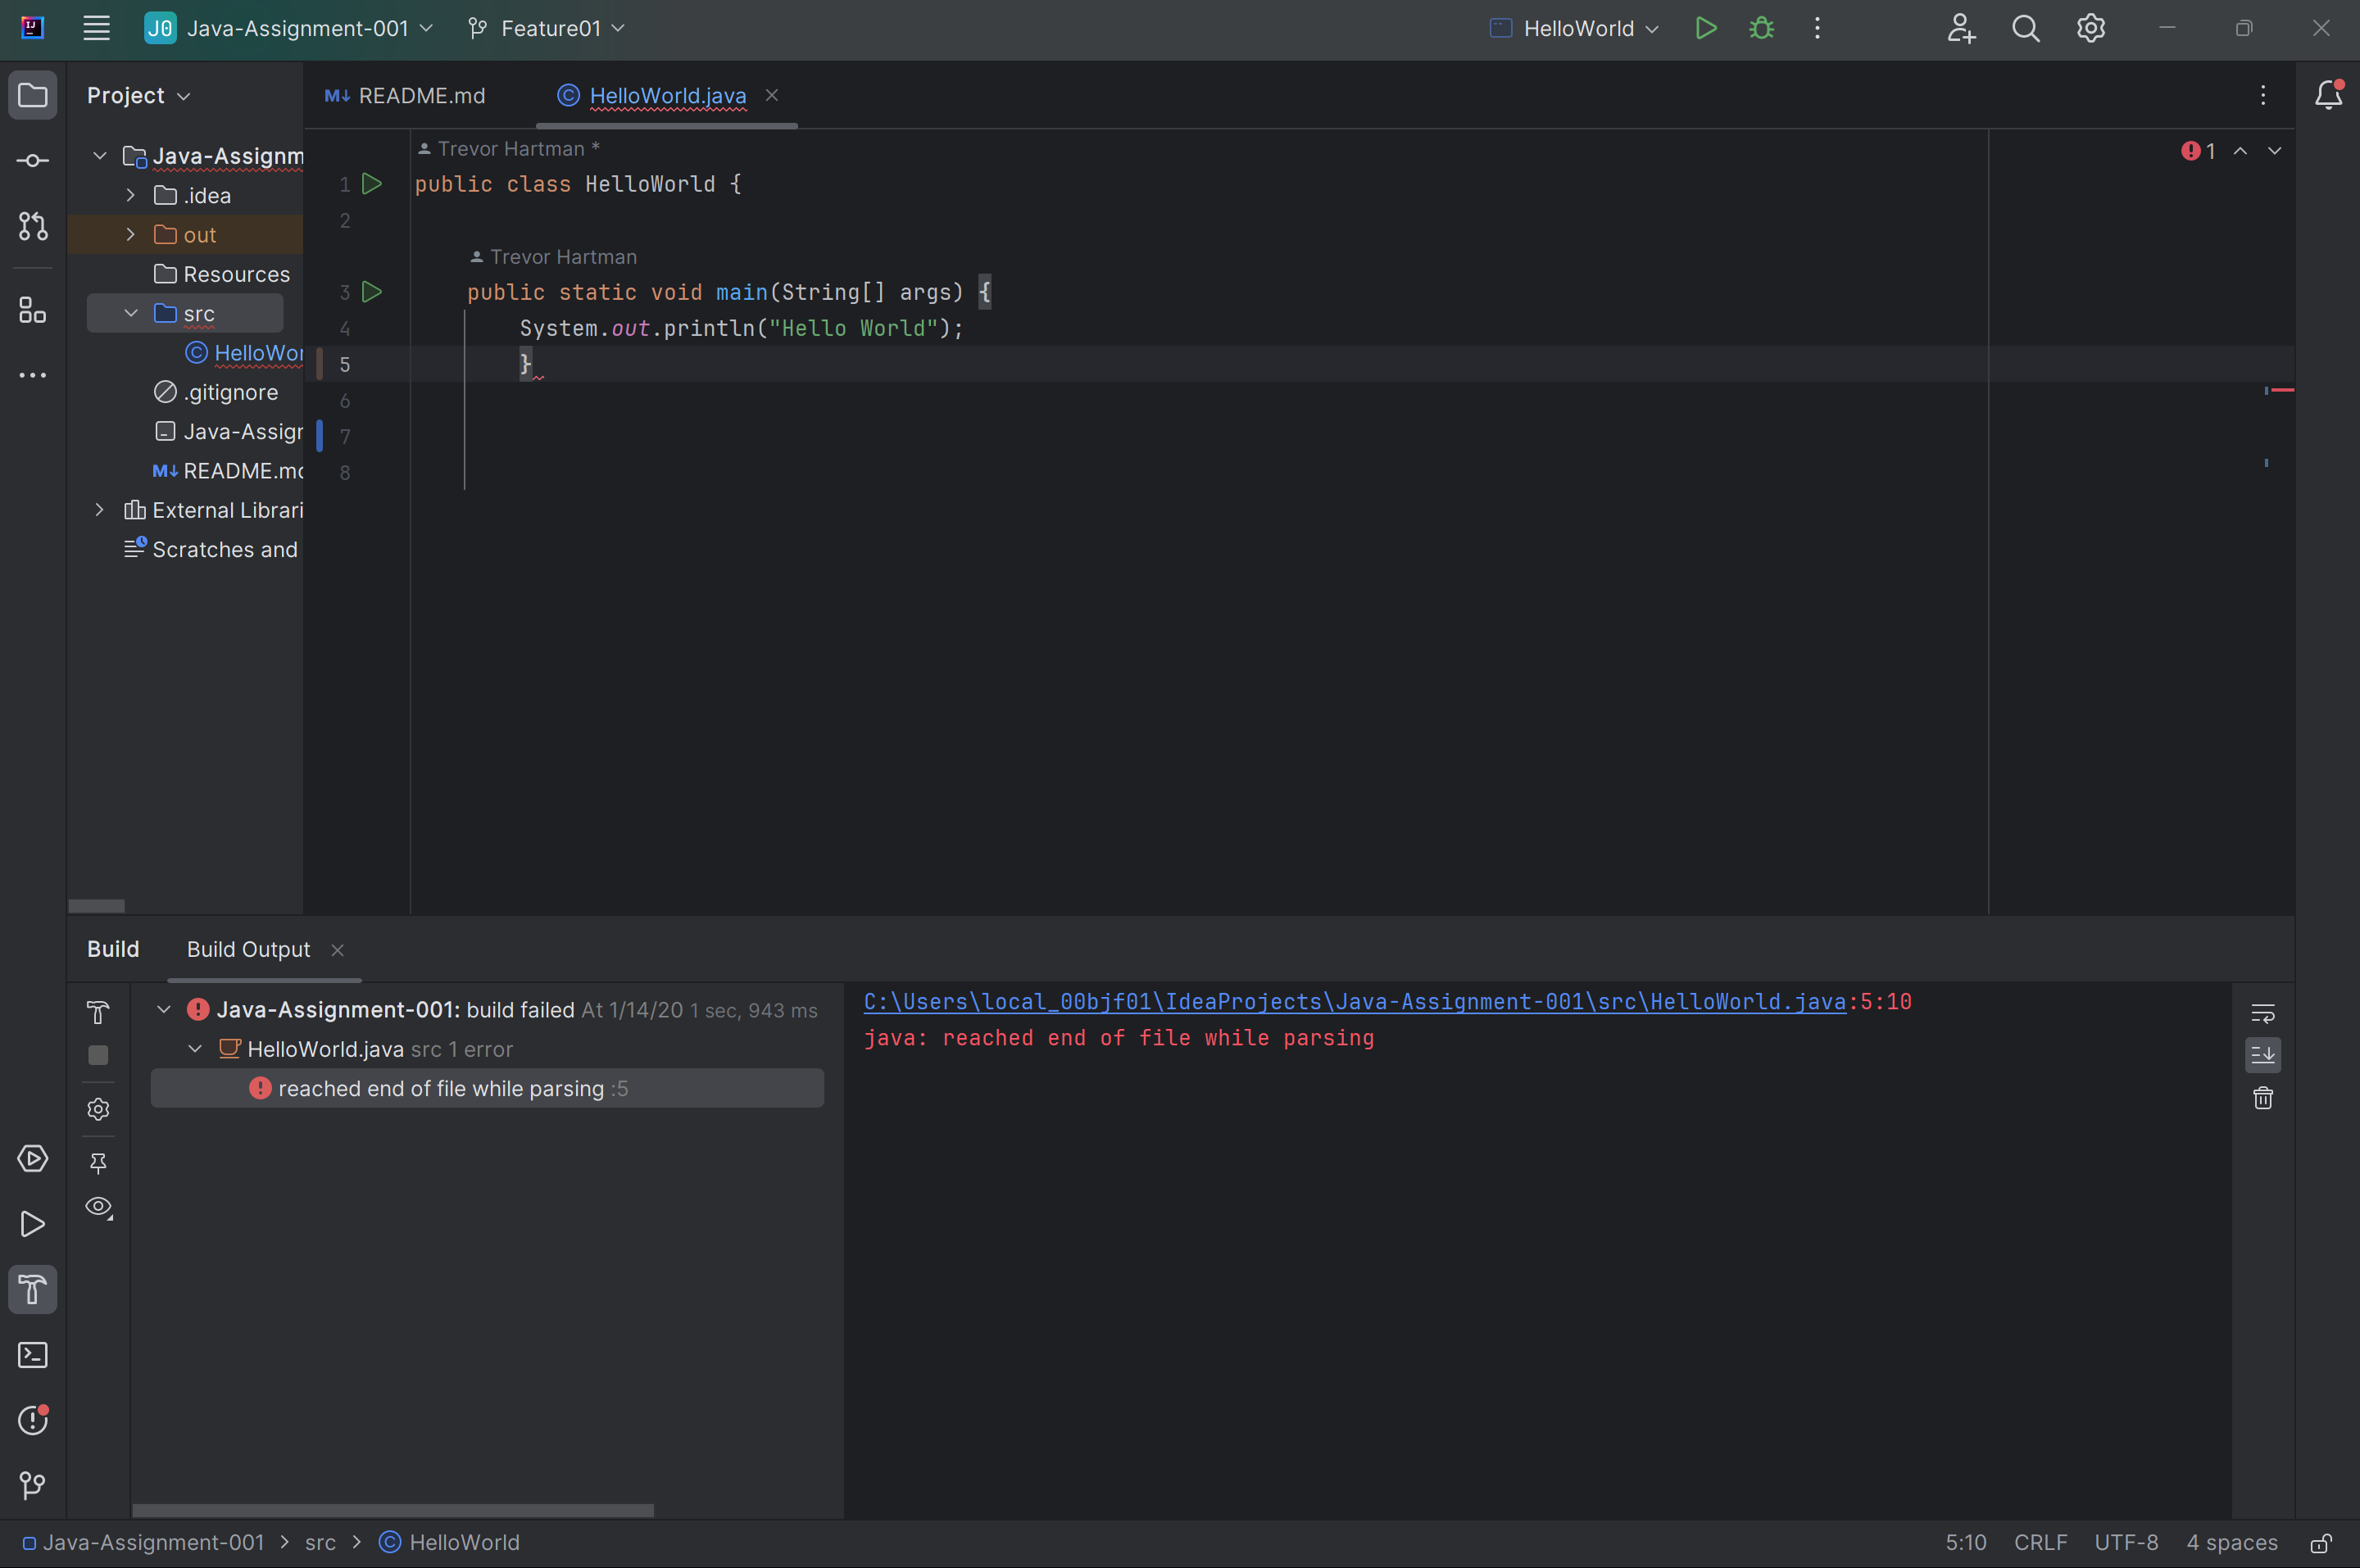 J0 Java-Assignment-001 Feature01 HelloWorld
Project
README.md
HelloWorld.java
Java-Assignm
.idea
out
Resources
src
HelloWor
.gitignore
Java-Assigr
README.md
External Librari
Scratches and
Trevor Hartman *
1 public class HelloWorld {
2
Trevor Hartman
3 public static void main(String[] args) {
4 System.out.println("Hello World");
5 }
6
7
8
1
Build Build Output
Java-Assignment-001: build failed At 1/14/20 1 sec, 943 ms
HelloWorld.java src 1 error
reached end of file while parsing :5
C:\Users\local_00bjf01\IdeaProjects\Java-Assignment-001\src\HelloWorld.java:5:10
java: reached end of file while parsing
Java-Assignment-001 > src > HelloWorld
5:10 CRLF UTF-8 4 spaces